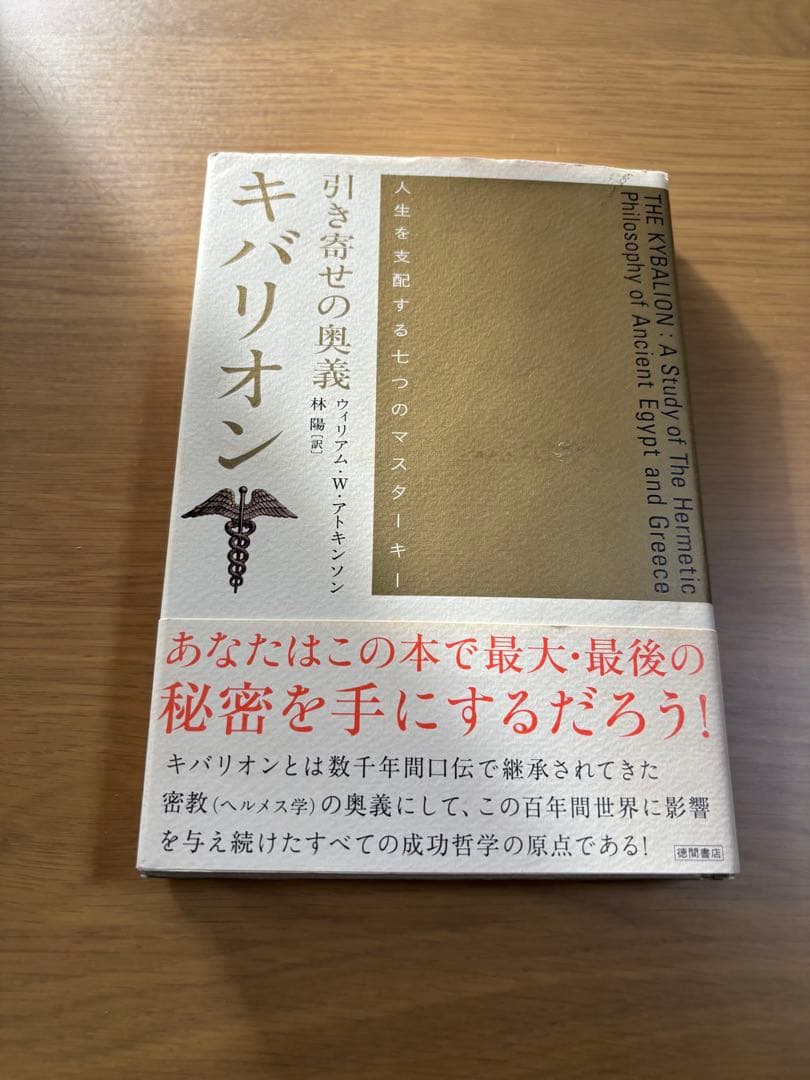 THE KYBALION : A Study of The Hermetic
Philosophy of Ancient Egypt and Greece
人生を支配する七つのマスターキー
引き寄せの奥義
キバリオン
ウィリアム・W・アトキンソン
林 陽[訳]
あなたはこの本で最大・最後の
秘密を手にするだろう!
キバリオンとは数千年間口伝で継承されてきた
密教(ヘルメス学)の奥義にして、この百年間世界に影響
を与え続けたすべての成功哲学の原点である!
徳間書店